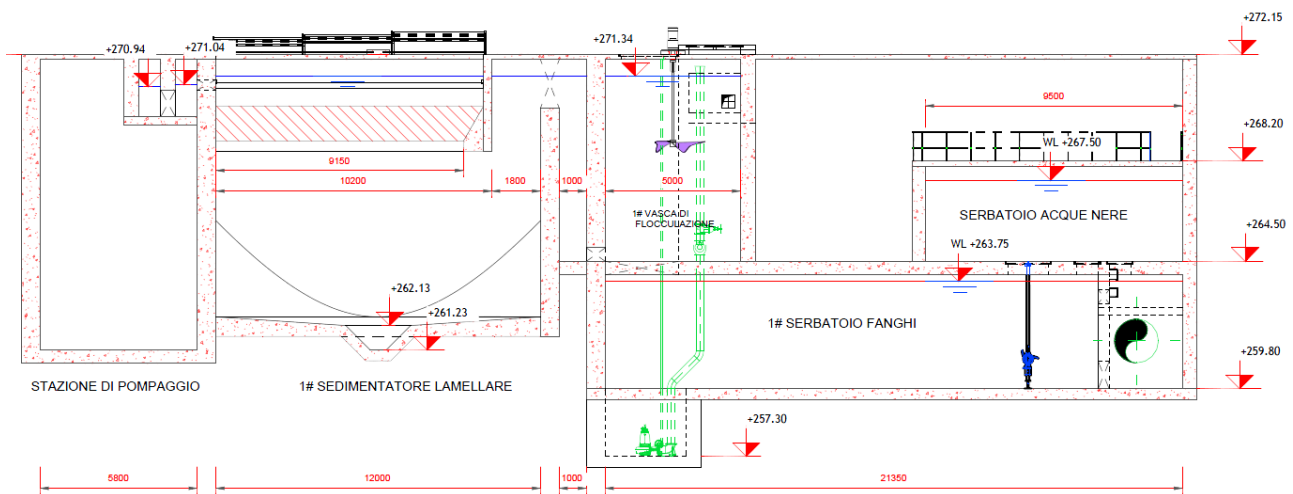 +272.15
+270.94
+271.04
+271.34
9500
+268.20
WL +267.50
9150
10200
1800
1000
5000
1# VASCA DI
FLOCCULAZIONE
SERBATOIO ACQUE NERE
+264.50
WL +263.75
+262.13
+261.23
1# SERBATOIO FANGHI
+259.80
STAZIONE DI POMPAGGIO
1# SEDIMENTATORE LAMELLARE
+257.30
5800
12000
1000
21350